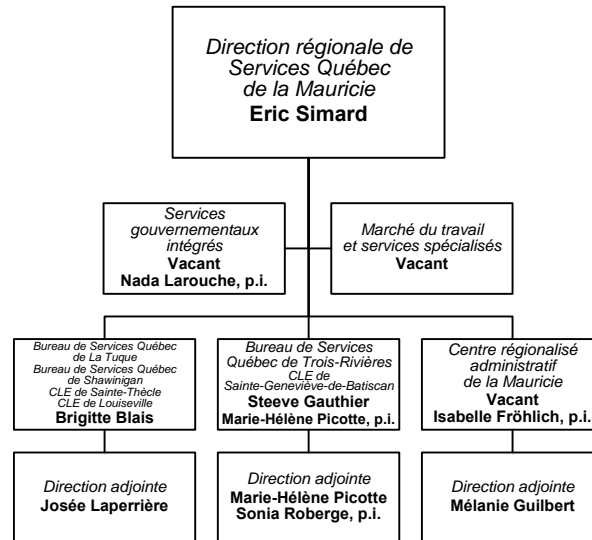 Direction régionale de
Services Québec
de la Mauricie
Eric Simard
Services
gouvernementaux
intégrés
Vacant
Nada Larouche, p.i.
Marché du travail
et services spécialisés
Vacant
Bureau de Services Québec
de La Tuque
Bureau de Services Québec
de Shawinigan
CLE de Sainte-Thècle
CLE de Louiseville
Brigitte Blais
Bureau de Services
Québec de Trois-Rivières
CLE de
Sainte-Geneviève-de-Batiscan
Steeve Gauthier
Marie-Hélène Picotte, p.i.
Centre régionalisé
administratif
de la Mauricie
Vacant
Isabelle Fröhlich, p.i.
Direction adjointe
Josée Laperrière
Direction adjointe
Marie-Hélène Picotte
Sonia Roberge, p.i.
Direction adjointe
Mélanie Guilbert